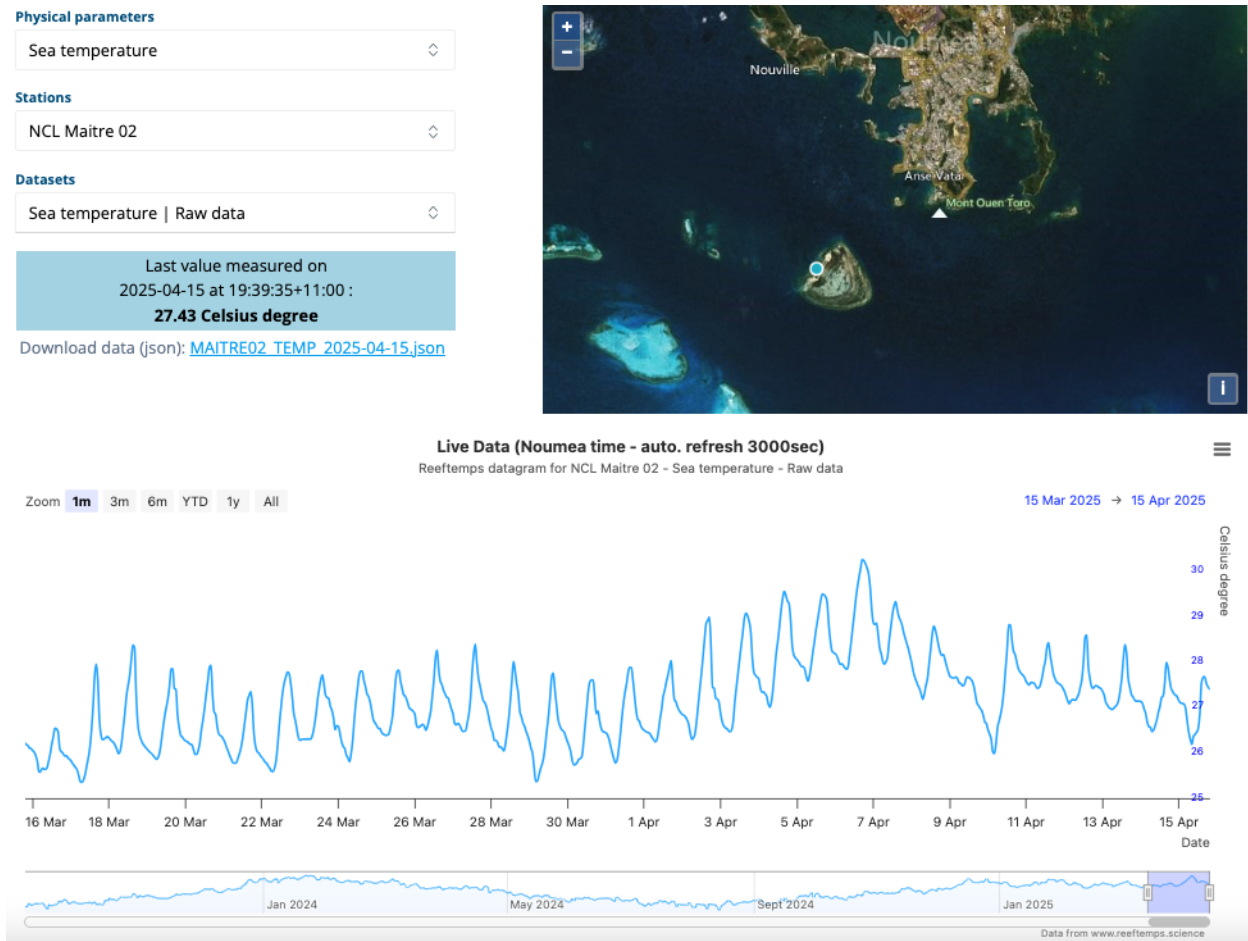 Physical parameters
Sea temperature
Stations
NCL Maitre 02
Datasets
Sea temperature | Raw data
Last value measured on
2025-04-15 at 19:39:35+11:00 :
27.43 Celsius degree
Download data (json): MAITRE02_TEMP_2025-04-15.json
+
−
Noumea
Nouville
Anse Vata
Mont Ouen Toro
i
Live Data (Noumea time - auto. refresh 3000sec)
Reeftemps datagram for NCL Maitre 02 - Sea temperature - Raw data
Zoom 1m 3m 6m YTD 1y All
15 Mar 2025 → 15 Apr 2025
Celsius degree
30
29
28
27
26
25
16 Mar 18 Mar 20 Mar 22 Mar 24 Mar 26 Mar 28 Mar 30 Mar 1 Apr 3 Apr 5 Apr 7 Apr 9 Apr 11 Apr 13 Apr 15 Apr
Date
Jan 2024 May 2024 Sept 2024 Jan 2025
Data from www.reeftemps.science